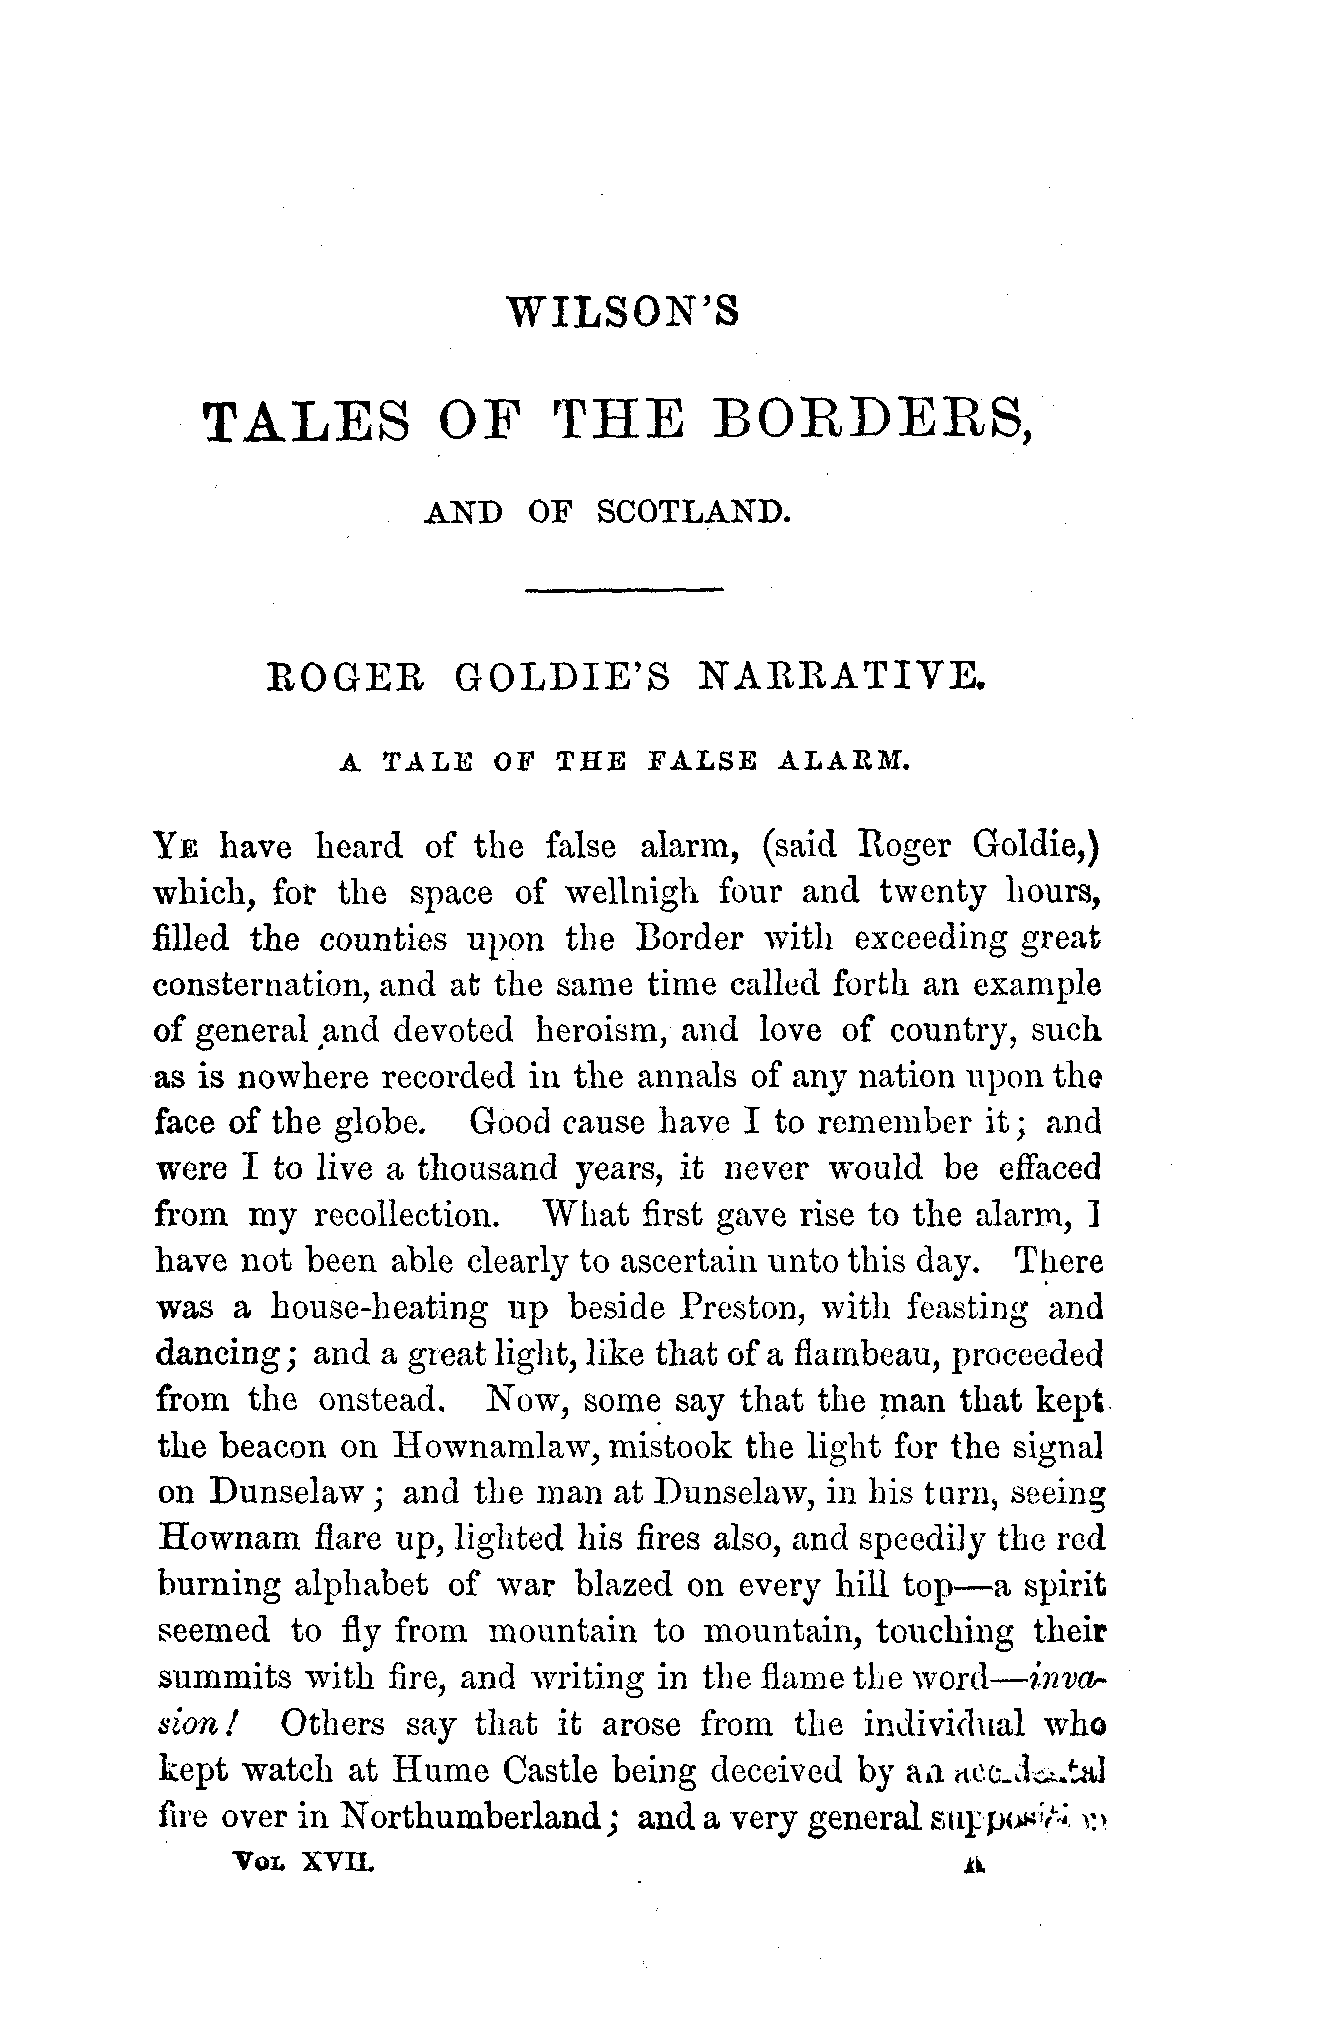 WILSON'S
TALES OF THE BORDERS,
AND OF SCOTLAND.
ROGER GOLDIE'S NARRATIVE.
A TALE OF THE FALSE ALARM.
YE have heard of the false alarm, (said Roger Goldie,)
which, for the space of wellnigh four and twenty hours,
filled the counties upon the Border with exceeding great
consternation, and at the same time called forth an example
of general and devoted heroism, and love of country, such
as is nowhere recorded in the annals of any nation upon the
face of the globe. Good cause have I to remember it; and
were I to live a thousand years, it never would be effaced
from my recollection. What first gave rise to the alarm, I
have not been able clearly to ascertain unto this day. There
was a house-heating up beside Preston, with feasting and
dancing; and a great light, like that of a flambeau, proceeded
from the onstead. Now, some say that the man that kept
the beacon on Hownamlaw, mistook the light for the signal
on Dunselaw; and the man at Dunselaw, in his turn, seeing
Hownam flare up, lighted his fires also, and speedily the red
burning alphabet of war blazed on every hill top—a spirit
seemed to fly from mountain to mountain, touching their
summits with fire, and writing in the flame the word—inva-
sion! Others say that it arose from the individual who
kept watch at Hume Castle being deceived by an accidental
fire over in Northumberland; and a very general supposition
VOL XVII. A